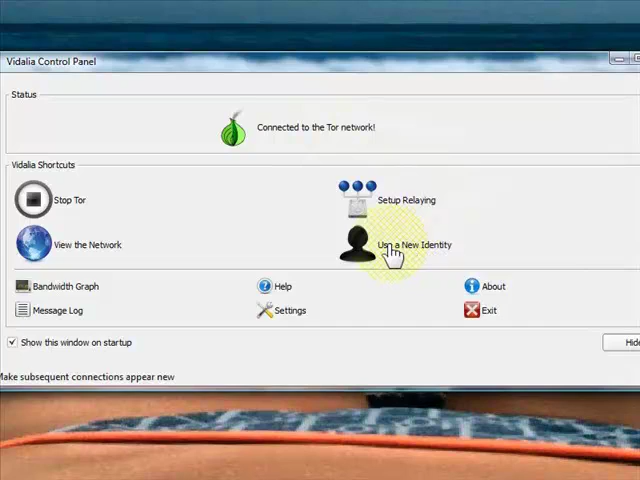 Vidalia Control Panel
Status
Connected to the Tor network!
Vidalia Shortcuts
Stop Tor
Setup Relaying
View the Network
Use a New Identity
Bandwidth Graph
Help
About
Message Log
Settings
Exit
Show this window on startup
Hide
Make subsequent connections appear new